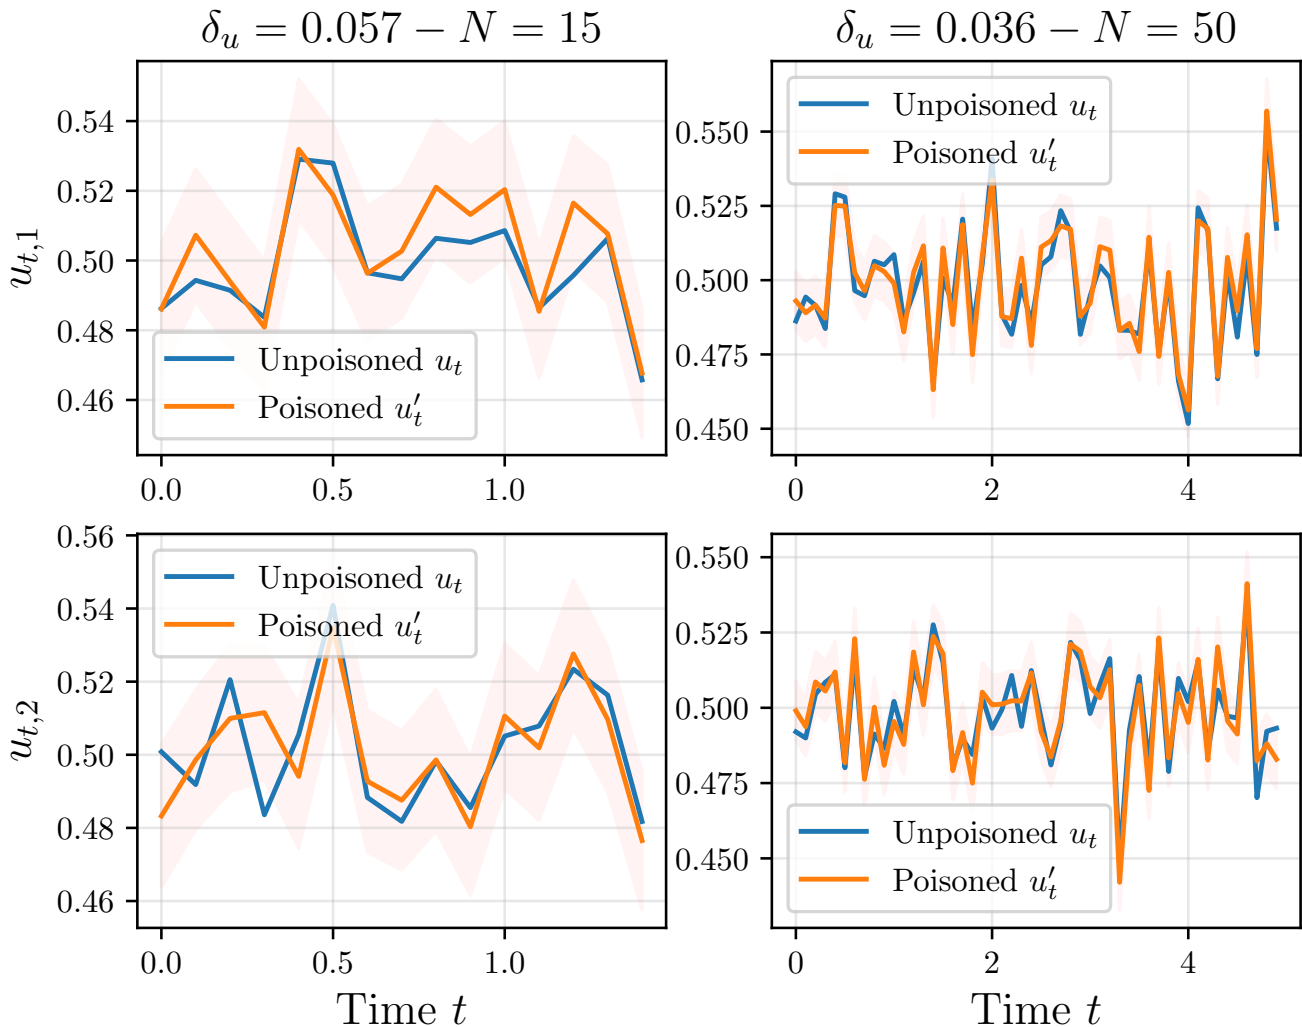 δ_u = 0.057 − N = 15
δ_u = 0.036 − N = 50
u_{t,1}
0.54
0.52
0.50
0.48
0.46
Unpoisoned u_t
Poisoned u′_t
0.0
0.5
1.0
0.550
0.525
0.500
0.475
0.450
Unpoisoned u_t
Poisoned u′_t
0
2
4
u_{t,2}
0.56
0.54
0.52
0.50
0.48
0.46
Unpoisoned u_t
Poisoned u′_t
0.0
0.5
1.0
Time t
0.550
0.525
0.500
0.475
0.450
Unpoisoned u_t
Poisoned u′_t
0
2
4
Time t